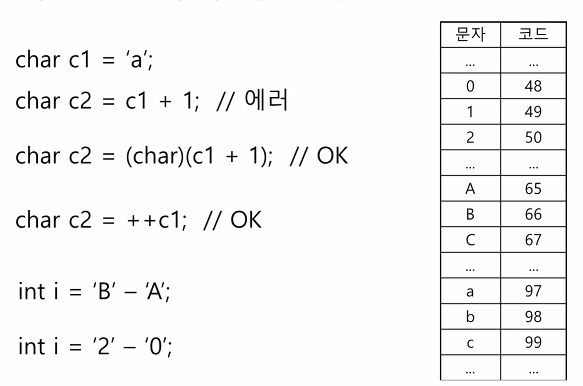 char c1 = ‘a’;
char c2 = c1 + 1;  // 에러
char c2 = (char)(c1 + 1);  // OK
char c2 = ++c1;  // OK
int i = ‘B’ – ‘A’;
int i = ‘2’ – ‘0’;
문자 코드
... ...
0 48
1 49
2 50
... ...
A 65
B 66
C 67
... ...
a 97
b 98
c 99
... ...